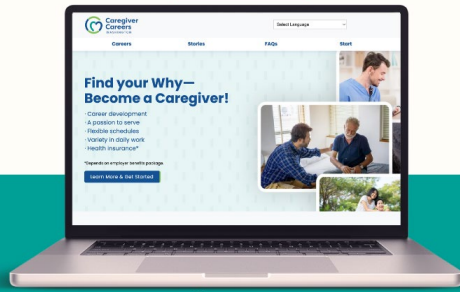 Caregiver
Careers
WASHINGTON
Select Language
Careers
Stories
FAQs
Start
Find your Why—
Become a Caregiver!
· Career development
· A passion to serve
· Flexible schedules
· Variety in daily work
· Health insurance*
*Depends on employer benefits package.
Learn More & Get Started